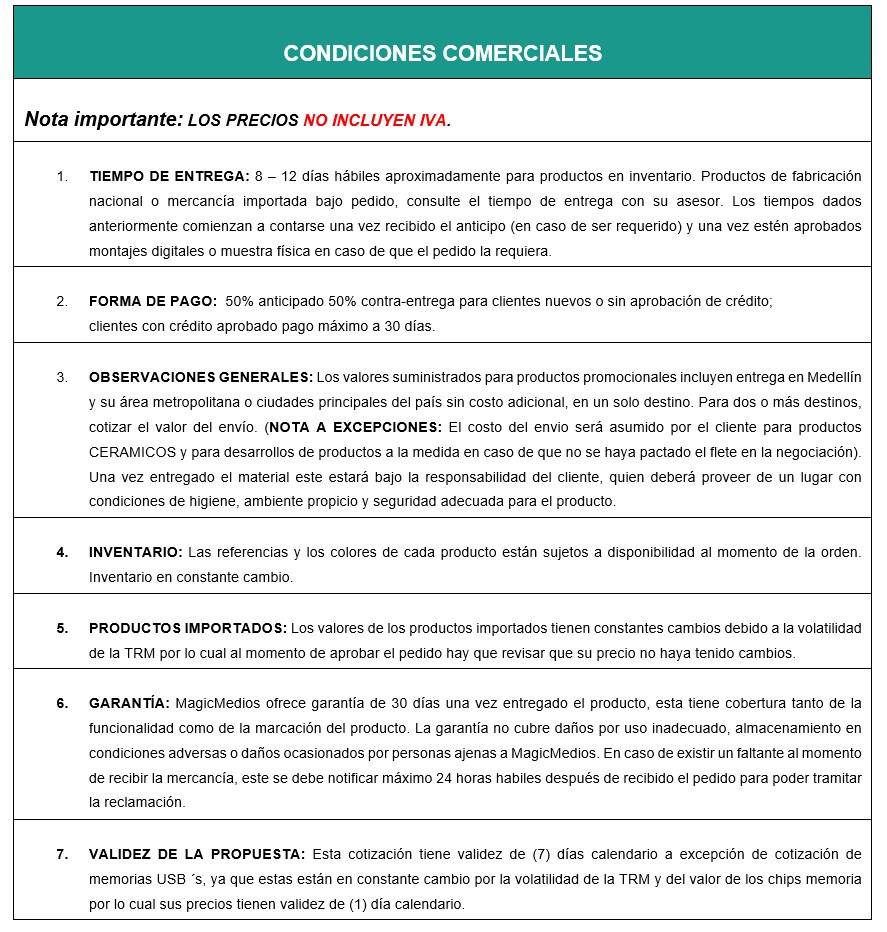 CONDICIONES COMERCIALES
Nota importante: LOS PRECIOS NO INCLUYEN IVA.
1. TIEMPO DE ENTREGA: 8 – 12 días hábiles aproximadamente para productos en inventario. Productos de fabricación
nacional o mercancía importada bajo pedido, consulte el tiempo de entrega con su asesor. Los tiempos dados
anteriormente comienzan a contarse una vez recibido el anticipo (en caso de ser requerido) y una vez estén aprobados
montajes digitales o muestra física en caso de que el pedido la requiera.
2. FORMA DE PAGO: 50% anticipado 50% contra-entrega para clientes nuevos o sin aprobación de crédito;
clientes con crédito aprobado pago máximo a 30 días.
3. OBSERVACIONES GENERALES: Los valores suministrados para productos promocionales incluyen entrega en Medellín
y su área metropolitana o ciudades principales del país sin costo adicional, en un solo destino. Para dos o más destinos,
cotizar el valor del envío. (NOTA A EXCEPCIONES: El costo del envio será asumido por el cliente para productos
CERAMICOS y para desarrollos de productos a la medida en caso de que no se haya pactado el flete en la negociación).
Una vez entregado el material este estará bajo la responsabilidad del cliente, quien deberá proveer de un lugar con
condiciones de higiene, ambiente propicio y seguridad adecuada para el producto.
4. INVENTARIO: Las referencias y los colores de cada producto están sujetos a disponibilidad al momento de la orden.
Inventario en constante cambio.
5. PRODUCTOS IMPORTADOS: Los valores de los productos importados tienen constantes cambios debido a la volatilidad
de la TRM por lo cual al momento de aprobar el pedido hay que revisar que su precio no haya tenido cambios.
6. GARANTÍA: MagicMedios ofrece garantía de 30 días una vez entregado el producto, esta tiene cobertura tanto de la
funcionalidad como de la marcación del producto. La garantía no cubre daños por uso inadecuado, almacenamiento en
condiciones adversas o daños ocasionados por personas ajenas a MagicMedios. En caso de existir un faltante al momento
de recibir la mercancía, este se debe notificar máximo 24 horas habiles después de recibido el pedido para poder tramitar
la reclamación.
7. VALIDEZ DE LA PROPUESTA: Esta cotización tiene validez de (7) días calendario a excepción de cotización de
memorias USB ´s, ya que estas están en constante cambio por la volatilidad de la TRM y del valor de los chips memoria
por lo cual sus precios tienen validez de (1) día calendario.